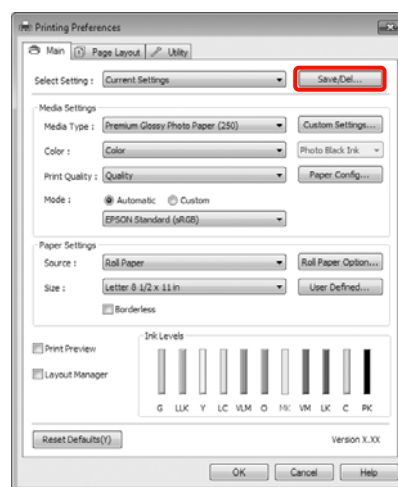 Printing Preferences
Main Page Layout Utility
Select Setting : Current Settings Save/Del...
Media Settings
Media Type : Premium Glossy Photo Paper (250) Custom Settings...
Color : Color Photo Black Ink
Print Quality : Quality Paper Config...
Mode : Automatic Custom
EPSON Standard (sRGB)
Paper Settings
Source : Roll Paper Roll Paper Option...
Size : Letter 8 1/2 x 11 in User Defined...
Borderless
Ink Levels
Print Preview
Layout Manager
G LLK Y LC VLM O MK VM LK C PK
Reset Defaults(Y) Version X.XX
OK Cancel Help